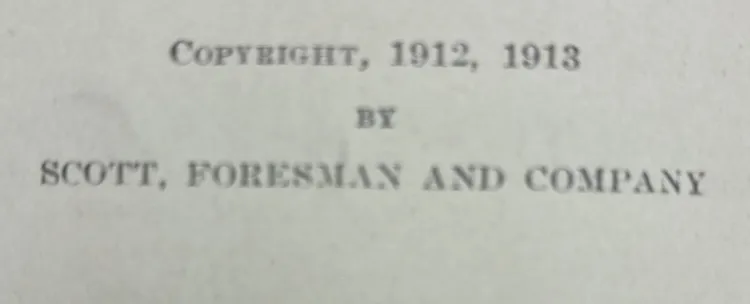 COPYRIGHT, 1912, 1913
BY
SCOTT, FORESMAN AND COMPANY